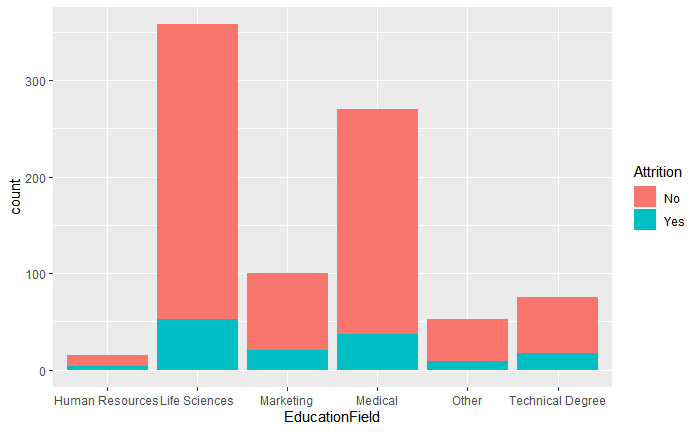 300
200
100
0
count
Human Resources Life Sciences Marketing Medical Other Technical Degree
EducationField
Attrition
No
Yes